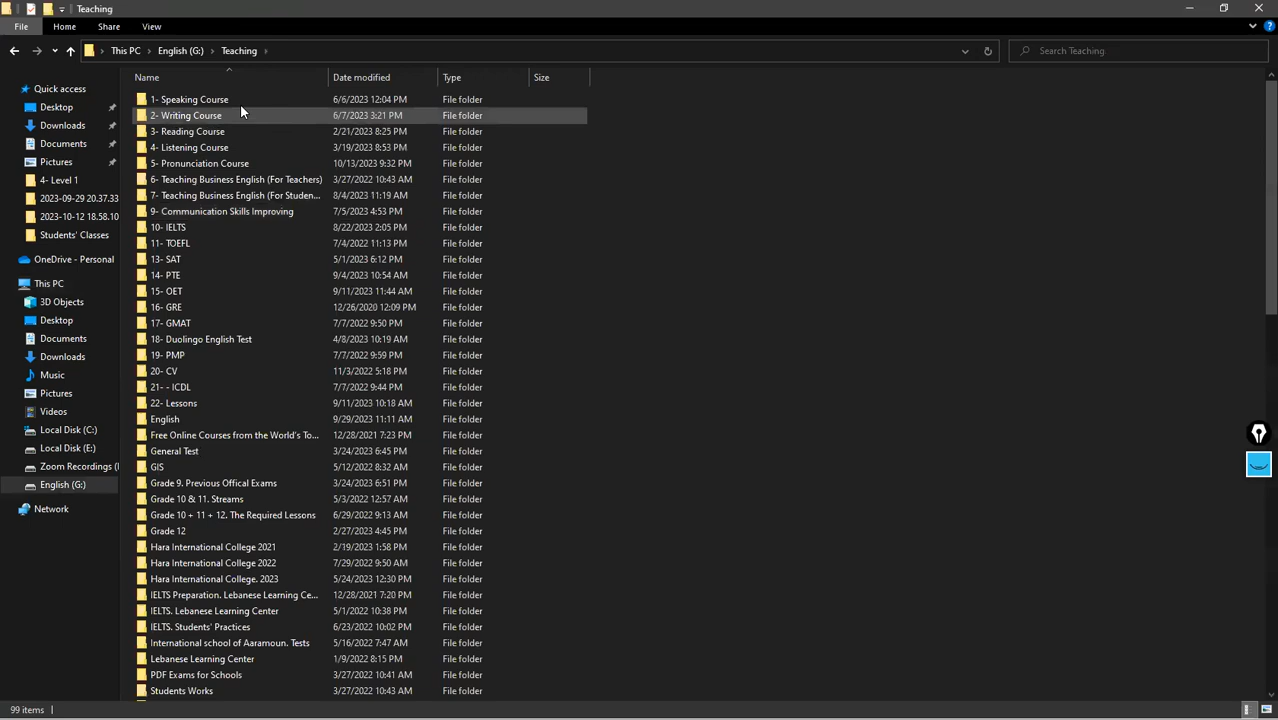 Teaching
File Home Share View
This PC English (G:) Teaching Search Teaching
Name Date modified Type Size
Quick access
Desktop
Downloads
Documents
Pictures
4- Level 1
2023-09-29 20.37.33
2023-10-12 18.58.10
Students' Classes
OneDrive - Personal
This PC
3D Objects
Desktop
Documents
Downloads
Music
Pictures
Videos
Local Disk (C:)
Local Disk (E:)
Zoom Recordings (
English (G:)
Network
1- Speaking Course 6/6/2023 12:04 PM File folder
2- Writing Course 6/7/2023 3:21 PM File folder
3- Reading Course 2/21/2023 8:25 PM File folder
4- Listening Course 3/19/2023 8:53 PM File folder
5- Pronunciation Course 10/13/2023 9:32 PM File folder
6- Teaching Business English (For Teachers) 3/27/2022 10:43 AM File folder
7- Teaching Business English (For Studen... 8/4/2023 11:19 AM File folder
9- Communication Skills Improving 7/5/2023 4:53 PM File folder
10- IELTS 8/22/2023 2:05 PM File folder
11- TOEFL 7/4/2022 11:13 PM File folder
13- SAT 5/1/2023 6:12 PM File folder
14- PTE 9/4/2023 10:54 AM File folder
15- OET 9/11/2023 11:44 AM File folder
16- GRE 12/26/2020 12:09 PM File folder
17- GMAT 7/7/2022 9:50 PM File folder
18- Duolingo English Test 4/8/2023 10:19 AM File folder
19- PMP 7/7/2022 9:59 PM File folder
20- CV 11/3/2022 5:18 PM File folder
21- - ICDL 7/7/2022 9:44 PM File folder
22- Lessons 9/11/2023 10:18 AM File folder
English 9/29/2023 11:11 AM File folder
Free Online Courses from the World's To... 12/28/2021 7:23 PM File folder
General Test 3/24/2023 6:45 PM File folder
GIS 5/12/2022 8:32 AM File folder
Grade 9. Previous Offical Exams 3/24/2023 6:51 PM File folder
Grade 10 & 11. Streams 5/3/2022 12:57 AM File folder
Grade 10 + 11 + 12. The Required Lessons 6/29/2022 9:13 AM File folder
Grade 12 2/27/2023 4:45 PM File folder
Hara International College 2021 2/19/2023 1:58 PM File folder
Hara International College 2022 7/29/2022 9:50 AM File folder
Hara International College. 2023 5/24/2023 12:30 PM File folder
IELTS Preparation. Lebanese Learning Ce... 12/28/2021 7:20 PM File folder
IELTS. Lebanese Learning Center 5/1/2022 10:38 PM File folder
IELTS. Students' Practices 6/23/2022 10:02 PM File folder
International school of Aaramoun. Tests 5/16/2022 7:47 AM File folder
Lebanese Learning Center 1/9/2022 8:15 PM File folder
PDF Exams for Schools 3/27/2022 10:41 AM File folder
Students Works 3/27/2022 10:43 AM File folder
99 items